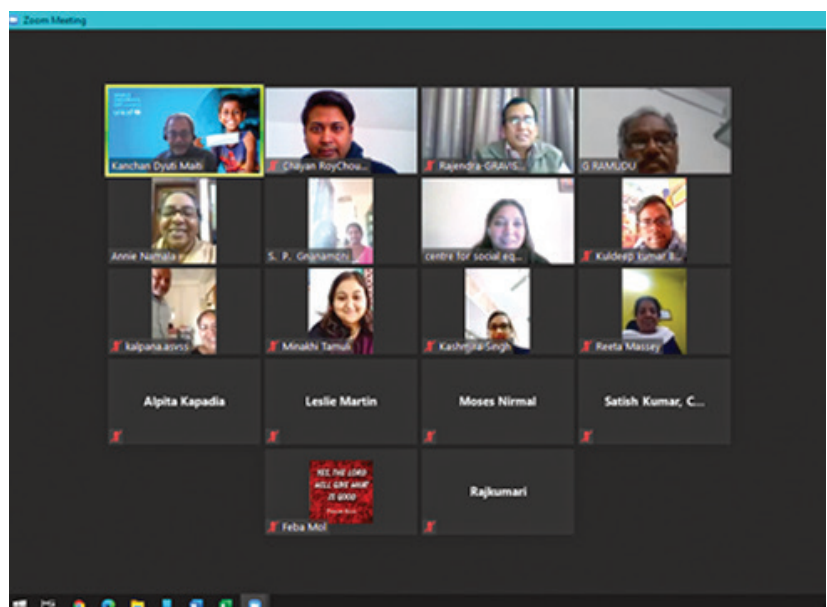 Zoom Meeting
unicef
Kanchan Dyuti Maiti
Chayan RoyChou...
Rajendra-GRAVIS...
G RAMUDU
Annie Namala
S. P. Gnanamoni
centre for social eq...
Kuldeep kumar B...
kalpana.asvss
Minakhi Tamuli
Kashmira Singh
Reeta Massey
Alpita Kapadia
Leslie Martin
Moses Nirmal
Satish Kumar, C...
YES, THE LORD
WILL GIVE WHAT
IS GOOD
Feba Mol
Rajkumari